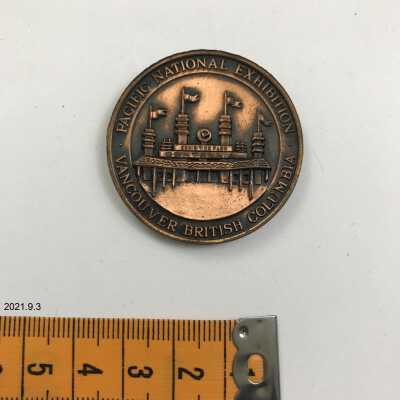 PACIFIC NATIONAL EXHIBITION
VANCOUVER BRITISH COLUMBIA
2021.9.3
5 4 3 2